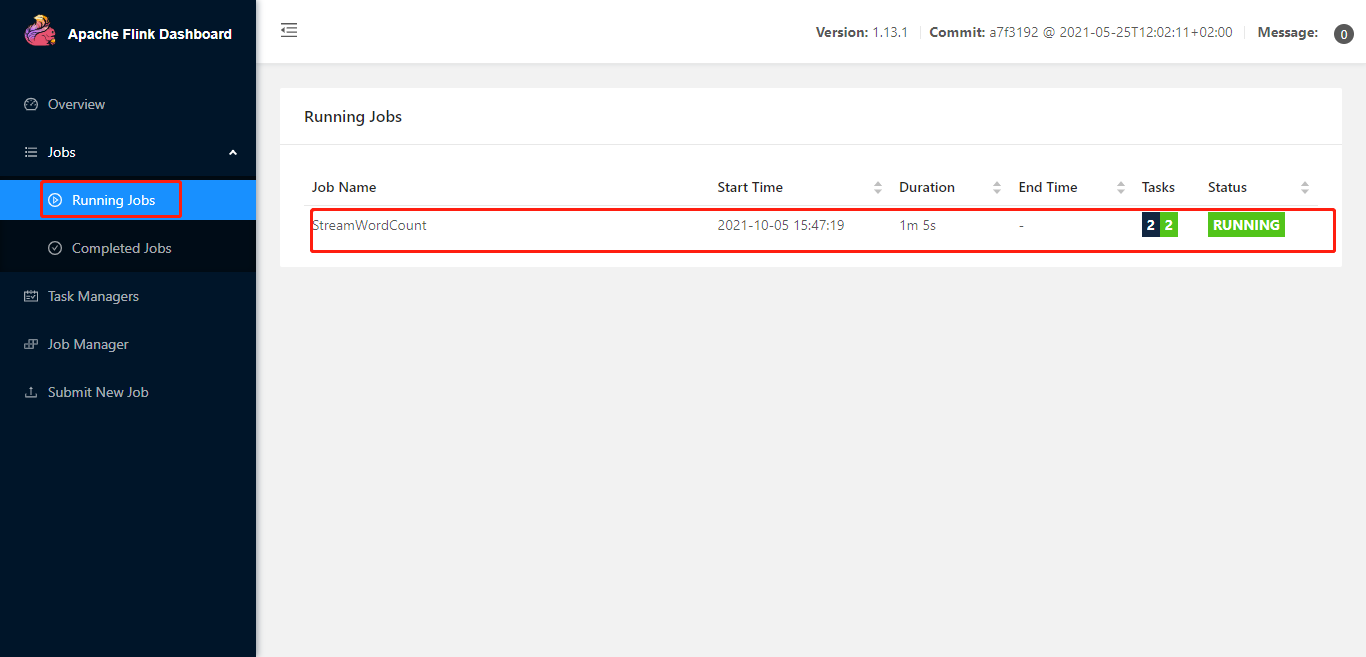 Apache Flink Dashboard
Version: 1.13.1 Commit: a7f3192 @ 2021-05-25T12:02:11+02:00 Message: 0
Overview
Jobs
Running Jobs
Completed Jobs
Task Managers
Job Manager
Submit New Job
Running Jobs
Job Name Start Time Duration End Time Tasks Status
StreamWordCount 2021-10-05 15:47:19 1m 5s - 2 2 RUNNING